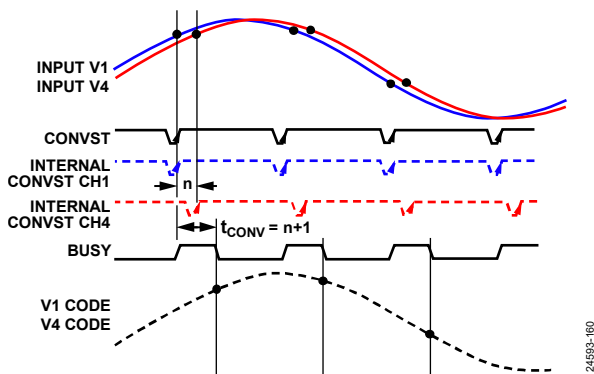 INPUT V1
INPUT V4
CONVST
INTERNAL
CONVST CH1
n
INTERNAL
CONVST CH4
tCONV = n+1
BUSY
V1 CODE
V4 CODE
24593-160